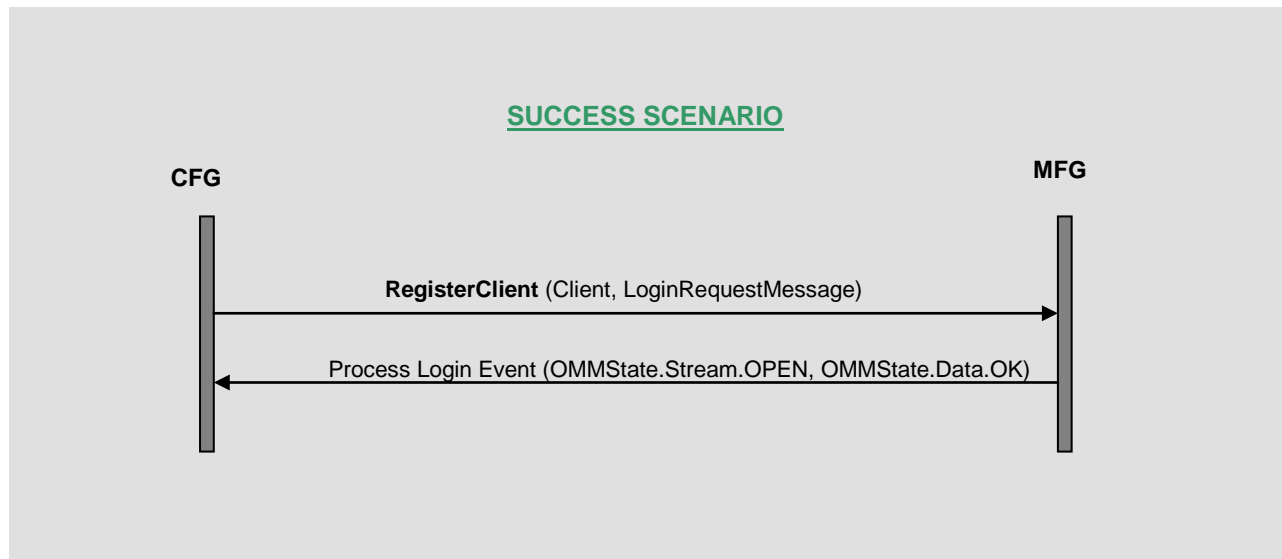 SUCCESS SCENARIO
CFG
MFG
RegisterClient (Client, LoginRequestMessage)
Process Login Event (OMMState.Stream.OPEN, OMMState.Data.OK)